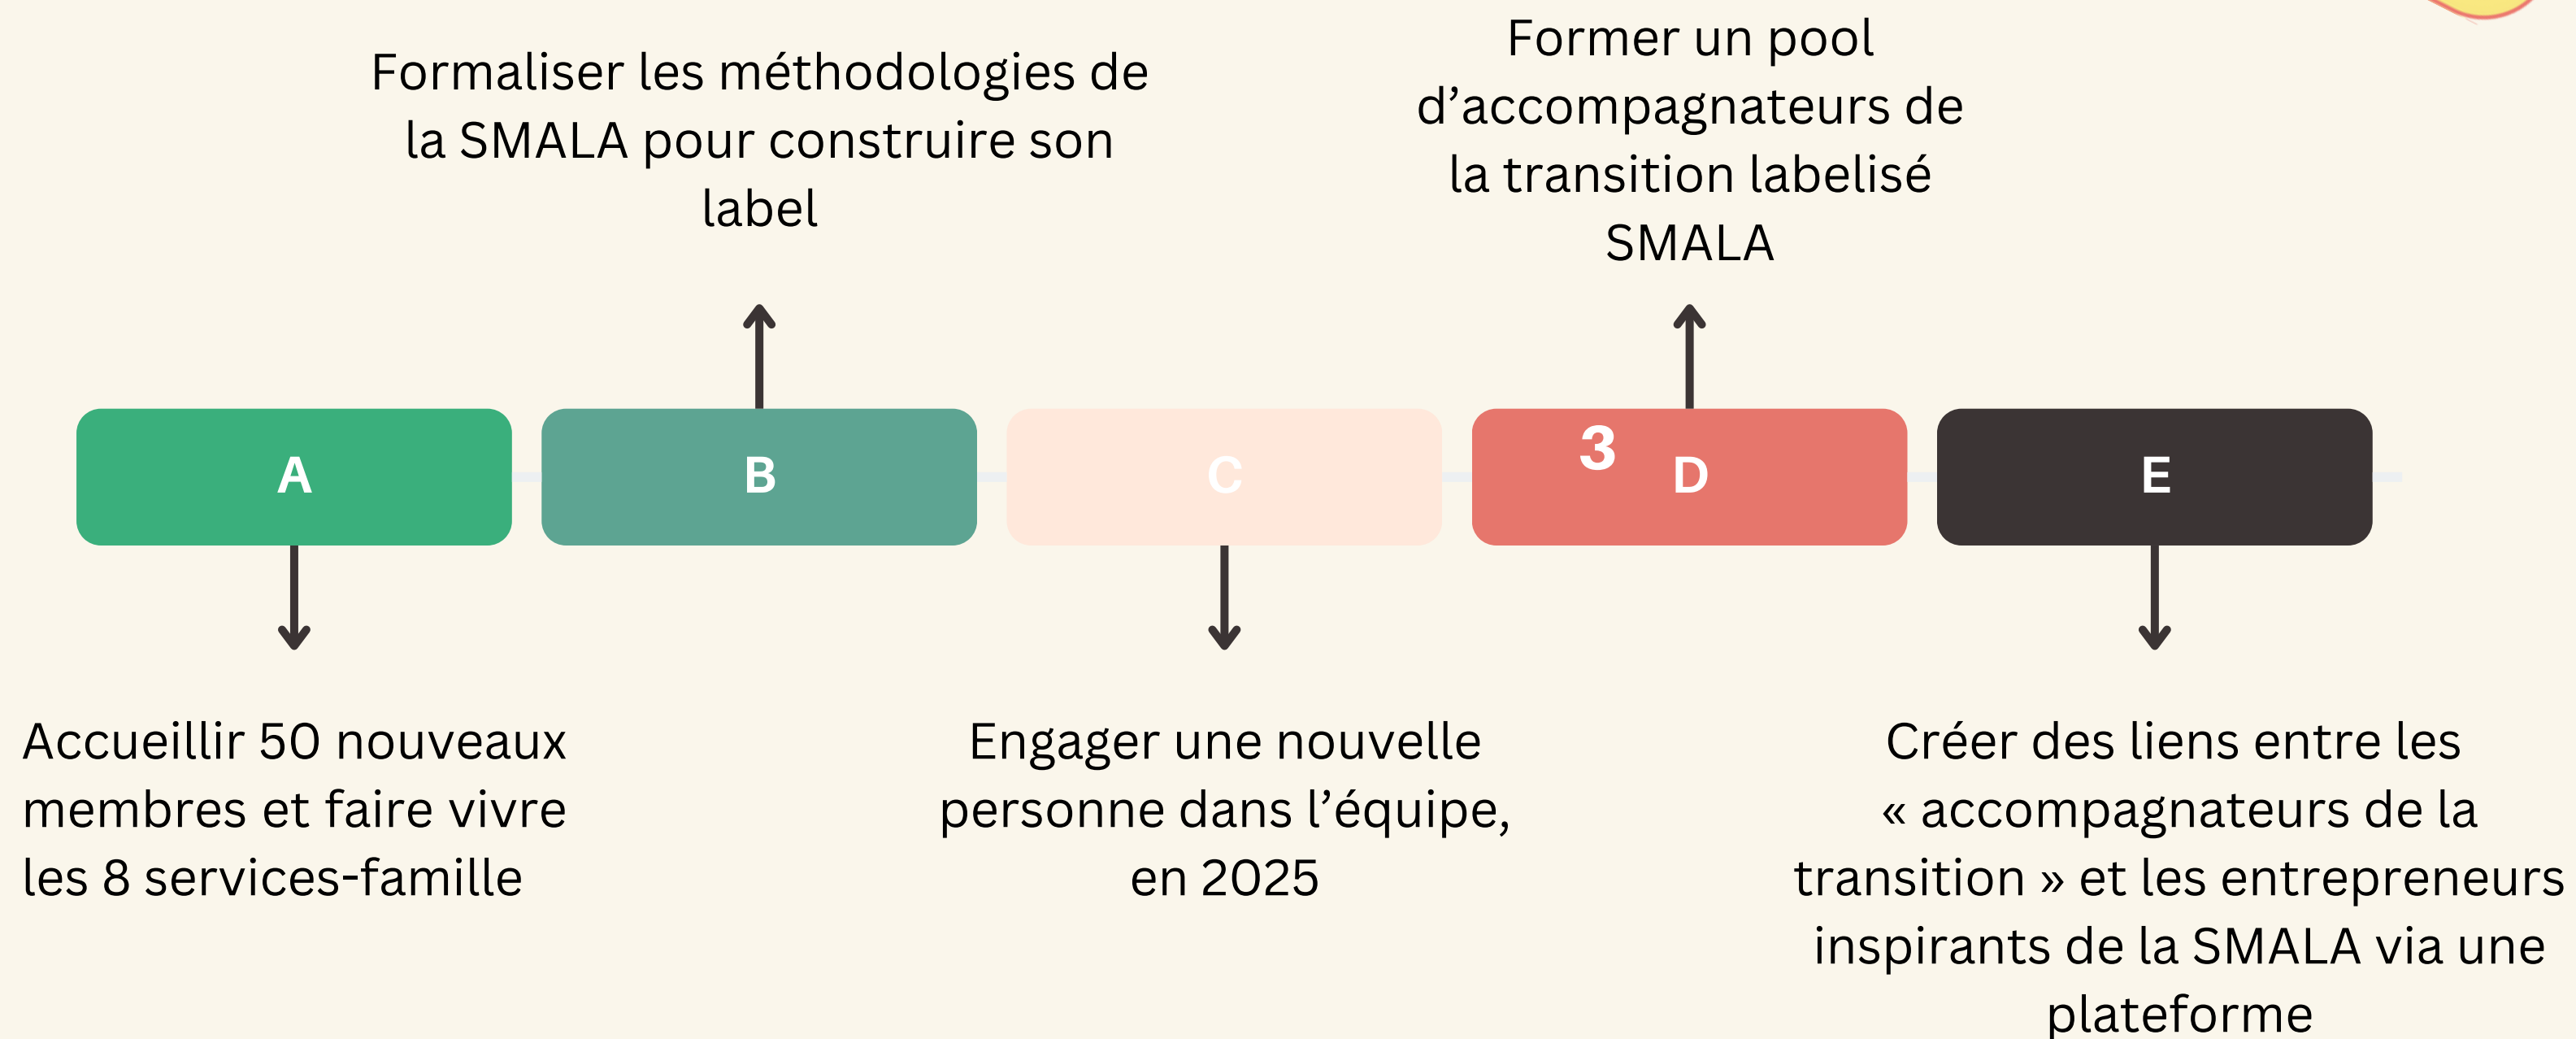 Formaliser les méthodologies de
la SMALA pour construire son
label
Former un pool
d’accompagnateurs de
la transition labelisé
SMALA
A
B
C
3
D
E
Accueillir 50 nouveaux
membres et faire vivre
les 8 services-famille
Engager une nouvelle
personne dans l’équipe,
en 2025
Créer des liens entre les
« accompagnateurs de la
transition » et les entrepreneurs
inspirants de la SMALA via une
plateforme